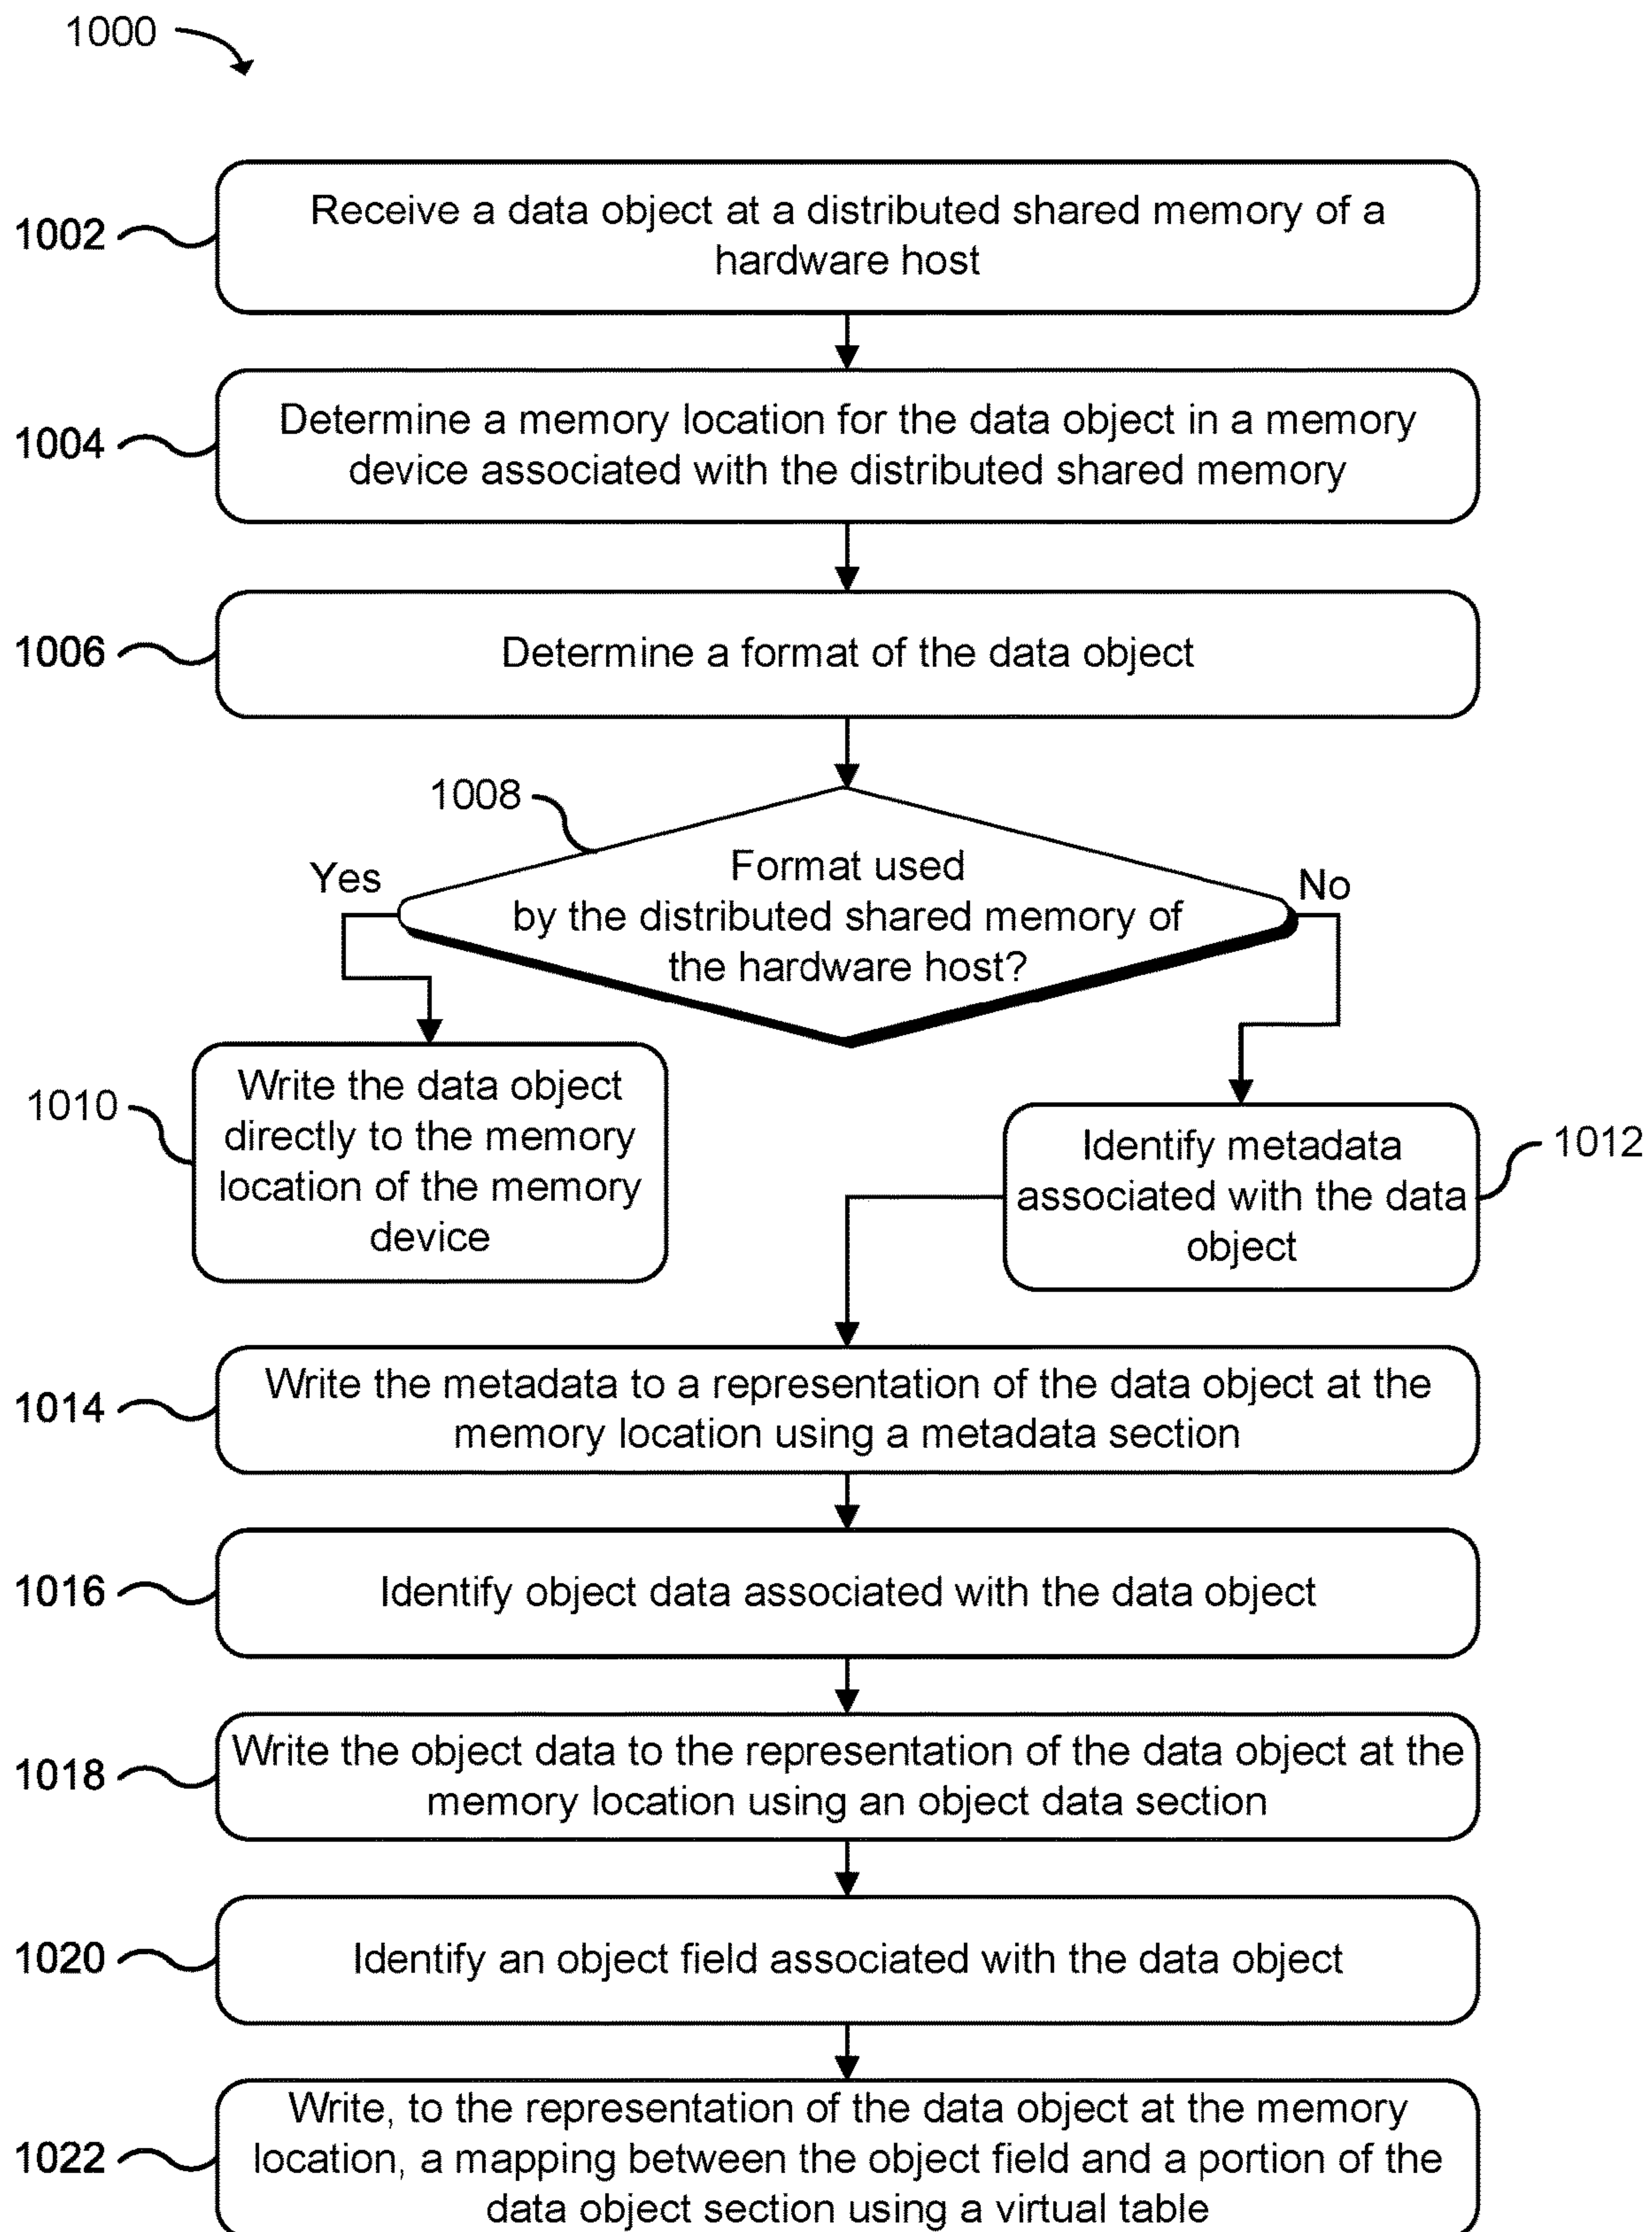 1000
1002
Receive a data object at a distributed shared memory of a
hardware host
1004
Determine a memory location for the data object in a memory
device associated with the distributed shared memory
1006
Determine a format of the data object
1008
Yes
Format used
by the distributed shared memory of
the hardware host?
No
1010
Write the data object
directly to the memory
location of the memory
device
Identify metadata
associated with the data
object
1012
1014
Write the metadata to a representation of the data object at the
memory location using a metadata section
1016
Identify object data associated with the data object
1018
Write the object data to the representation of the data object at the
memory location using an object data section
1020
Identify an object field associated with the data object
1022
Write, to the representation of the data object at the memory
location, a mapping between the object field and a portion of the
data object section using a virtual table